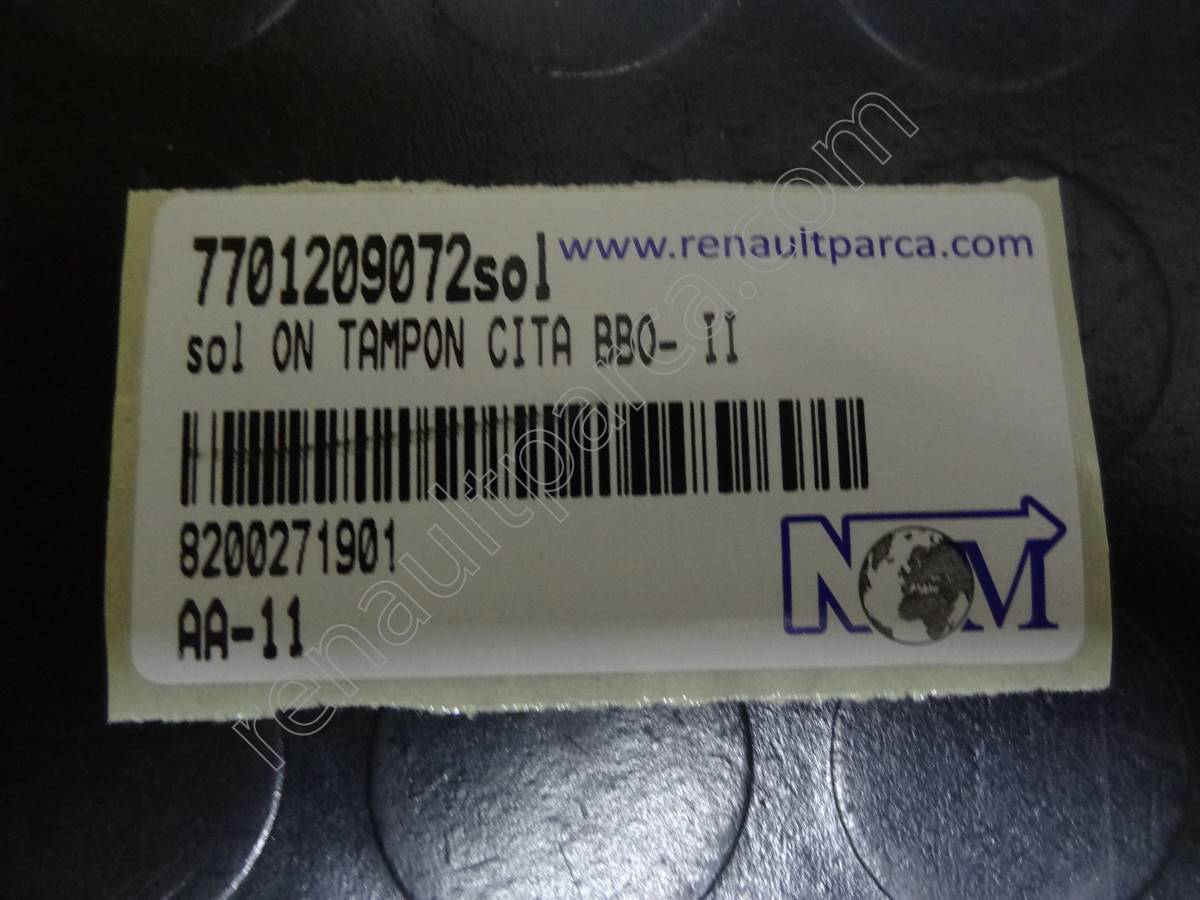 7701209072sol www.renaultparca.com
sol ON TAMPON CITA BBO- II
8200271901
AA-11
NOM
renaultparca.com